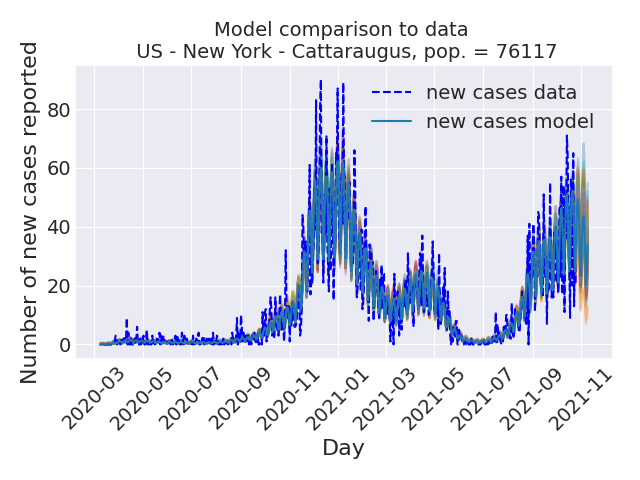 Model comparison to data
US - New York - Cattaraugus, pop. = 76117
Number of new cases reported
80
60
40
20
0
new cases data
new cases model
2020-03
2020-05
2020-07
2020-09
2020-11
2021-01
2021-03
2021-05
2021-07
2021-09
2021-11
Day